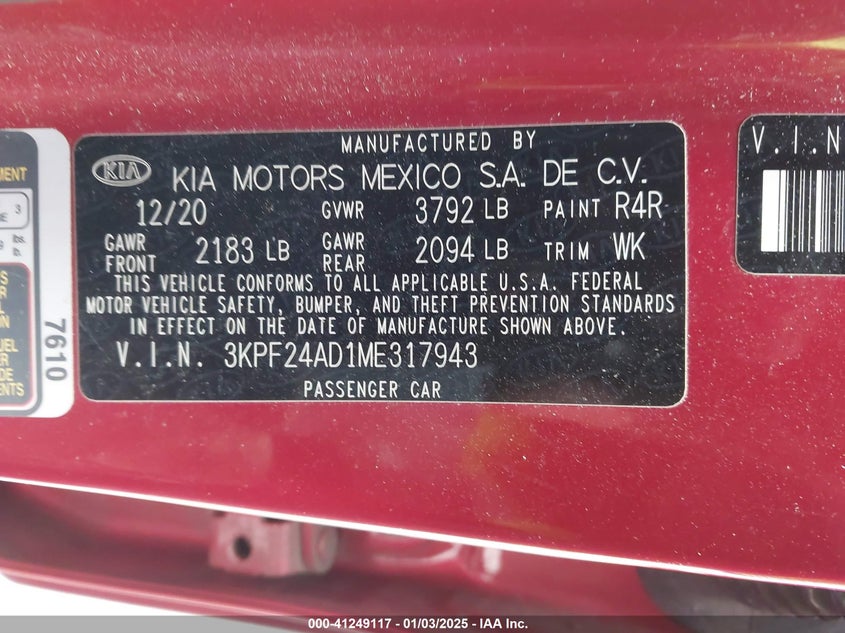 MANUFACTURED BY
KIA KIA MOTORS MEXICO S.A. DE C.V.
12/20 GVWR 3792 LB PAINT R4R
GAWR FRONT 2183 LB GAWR REAR 2094 LB TRIM WK
THIS VEHICLE CONFORMS TO ALL APPLICABLE U.S.A. FEDERAL
MOTOR VEHICLE SAFETY, BUMPER, AND THEFT PREVENTION STANDARDS
IN EFFECT ON THE DATE OF MANUFACTURE SHOWN ABOVE.
V.I.N. 3KPF24AD1ME317943
PASSENGER CAR
V.I.N
7610
3
lbs.
lb.
000-41249117 - 01/03/2025 - IAA Inc.